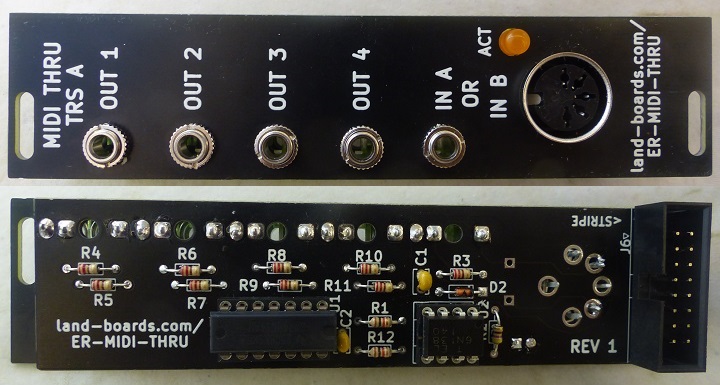 MIDI THRU
TRS A
OUT 1
OUT 2
OUT 3
OUT 4
IN A
OR
IN B
ACT
land-boards.com/
ER-MIDI-THRU
<STRIPE
J6
R4
R5
R6
R7
R8
R9
R10
R11
C1
R3
D2
C2
R1
R12
land-boards.com/
ER-MIDI-THRU
REV 1